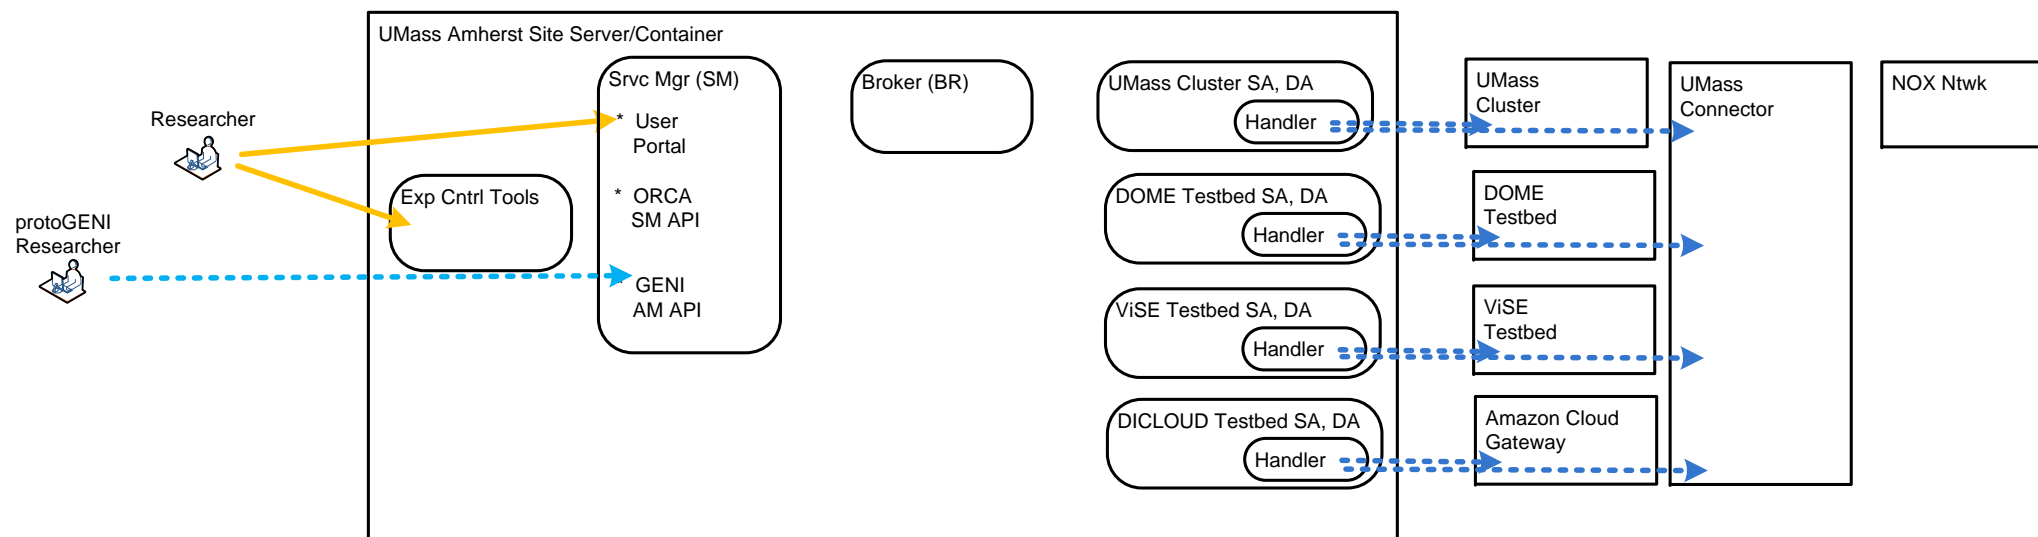 UMass Amherst Site Server/Container
Researcher
protoGENI
Researcher
Exp Cntrl Tools
Srvc Mgr (SM)
* User
Portal
* ORCA
SM API
* GENI
AM API
Broker (BR)
UMass Cluster SA, DA
Handler
DOME Testbed SA, DA
Handler
ViSE Testbed SA, DA
Handler
DICLOUD Testbed SA, DA
Handler
UMass
Cluster
DOME
Testbed
ViSE
Testbed
Amazon Cloud
Gateway
UMass
Connector
NOX Ntwk